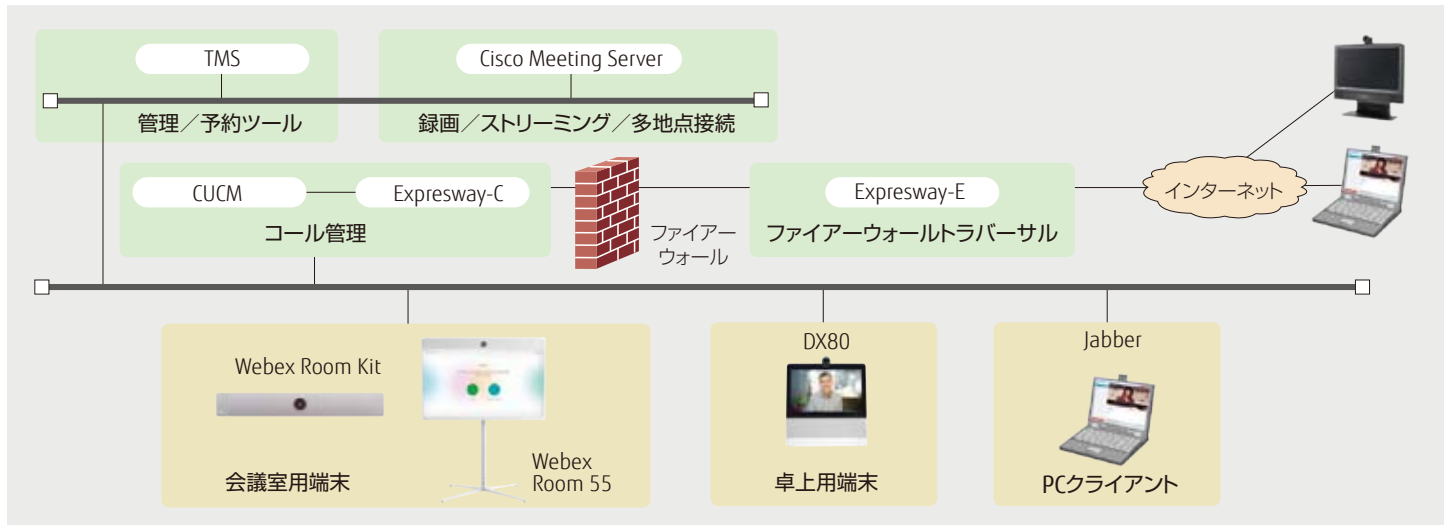 TMS
Cisco Meeting Server
管理／予約ツール
録画／ストリーミング／多地点接続
CUCM
Expresway-C
コール管理
ファイアー
ウォール
Expresway-E
ファイアーウォールトラバーサル
インターネット
Webex Room Kit
会議室用端末
Webex
Room 55
DX80
卓上用端末
Jabber
PCクライアント